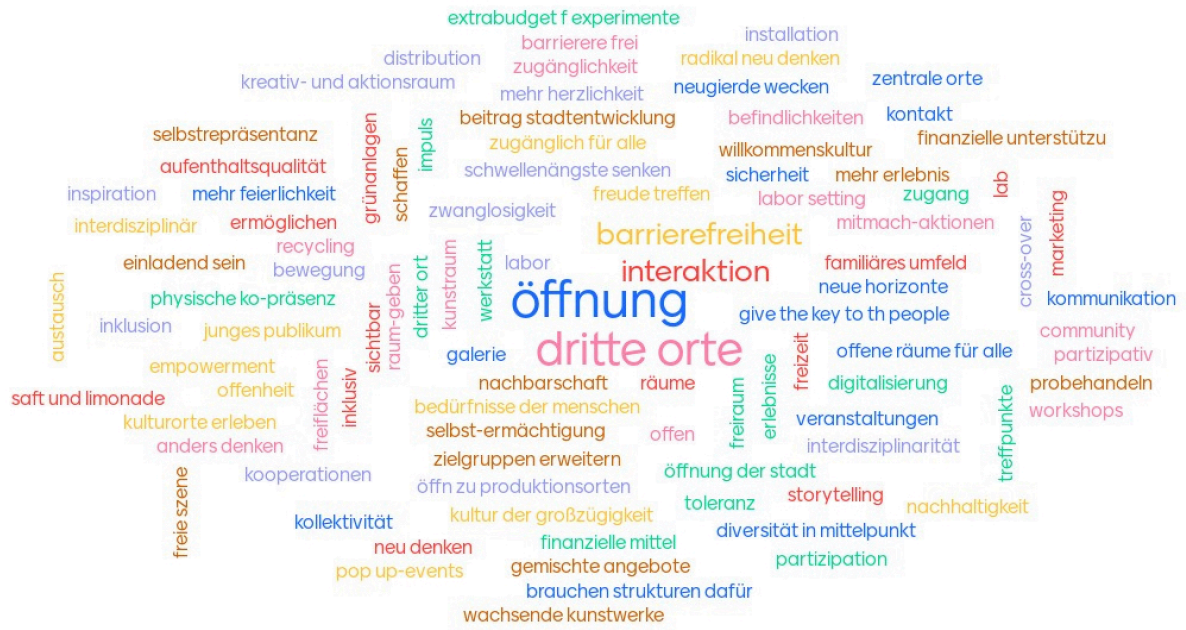 extrabudget f experimente
installation
barrierere frei
distribution
radikal neu denken
zugänglichkeit
kreativ- und aktionsraum
neugierde wecken
zentrale orte
mehr herzlichkeit
beitrag stadtentwicklung
befindlichkeiten
kontakt
selbstrepräsentanz
grünanlagen
schaffen
impuls
zugänglich für alle
finanzielle unterstützu
willkommenskultur
aufenthaltsqualität
schwellenängste senken
sicherheit
mehr erlebnis
lab
inspiration
mehr feierlichkeit
freude treffen
labor setting
zugang
marketing
interdisziplinär
ermöglichen
zwanglosigkeit
barrierefreiheit
mitmach-aktionen
cross-over
recycling
einladend sein
bewegung
raum-geben
dritter ort
kunstraum
werkstatt
labor
interaktion
familiäres umfeld
neue horizonte
austausch
physische ko-präsenz
öffnung
kommunikation
inklusion
junges publikum
sichtbar
give the key to th people
community
galerie
dritte orte
freizeit
offene räume für alle
partizipativ
empowerment
freiflächen
inklusiv
nachbarschaft
räume
freiraum
erlebnisse
digitalisierung
probehandeln
offenheit
saft und limonade
bedürfnisse der menschen
treffpunkte
workshops
kulturorte erleben
selbst-ermächtigung
offen
veranstaltungen
anders denken
interdisziplinarität
zielgruppen erweitern
freie szene
kooperationen
öffnung der stadt
öffn zu produktionsorten
toleranz
storytelling
nachhaltigkeit
kollektivität
kultur der großzügigkeit
diversität in mittelpunkt
neu denken
finanzielle mittel
partizipation
pop up-events
gemischte angebote
brauchen strukturen dafür
wachsende kunstwerke